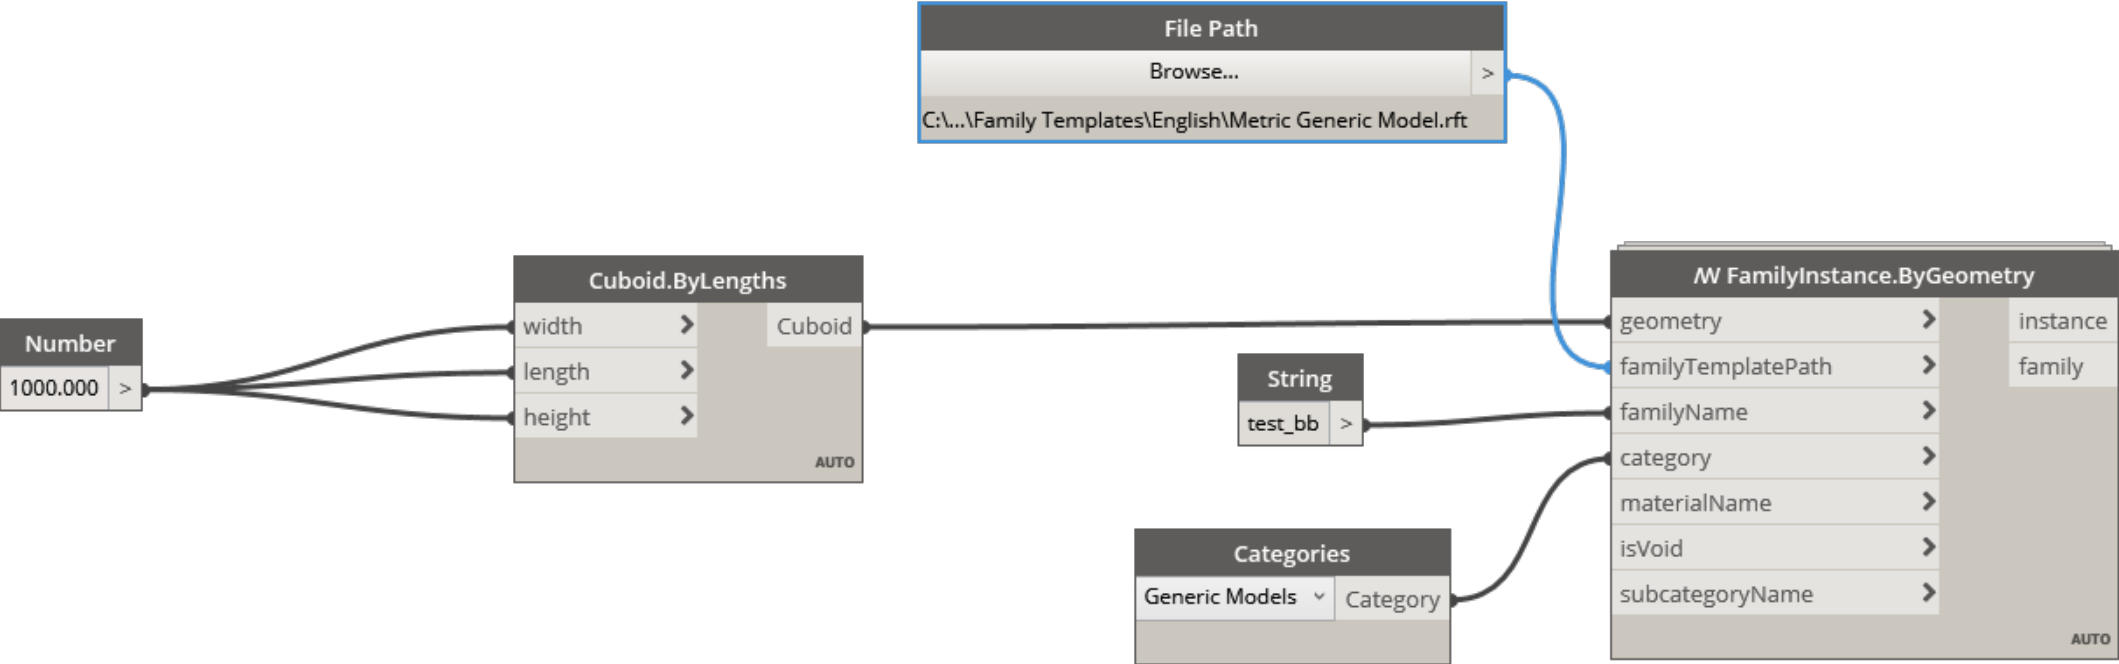 File Path
Browse...
>
C:\...\Family Templates\English\Metric Generic Model.rft
Number
1000.000 >
Cuboid.ByLengths
width Cuboid
length
height
AUTO
String
test_bb >
Categories
Generic Models Category
FamilyInstance.ByGeometry
geometry instance
familyTemplatePath family
familyName
category
materialName
isVoid
subcategoryName
AUTO